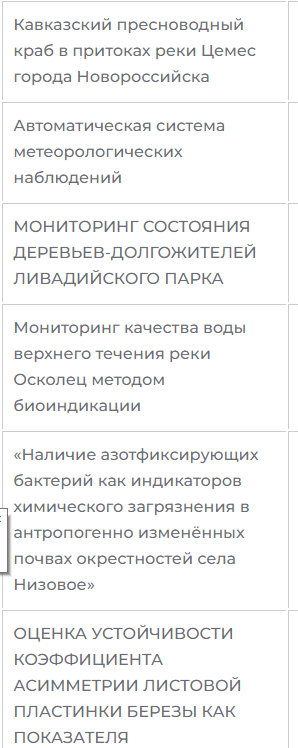 Кавказский пресноводный
краб в притоках реки Цемес
города Новороссийска
Автоматическая система
метеорологических
наблюдений
МОНИТОРИНГ СОСТОЯНИЯ
ДЕРЕВЬЕВ-ДОЛГОЖИТЕЛЕЙ
ЛИВАДИЙСКОГО ПАРКА
Мониторинг качества воды
верхнего течения реки
Осколец методом
биоиндикации
«Наличие азотфиксирующих
бактерий как индикаторов
химического загрязнения в
антропогенно изменённых
почвах окрестностей села
Низовое»
ОЦЕНКА УСТОЙЧИВОСТИ
КОЭФФИЦИЕНТА
АСИММЕТРИИ ЛИСТОВОЙ
ПЛАСТИНКИ БЕРЕЗЫ КАК
ПОКАЗАТЕЛЯ